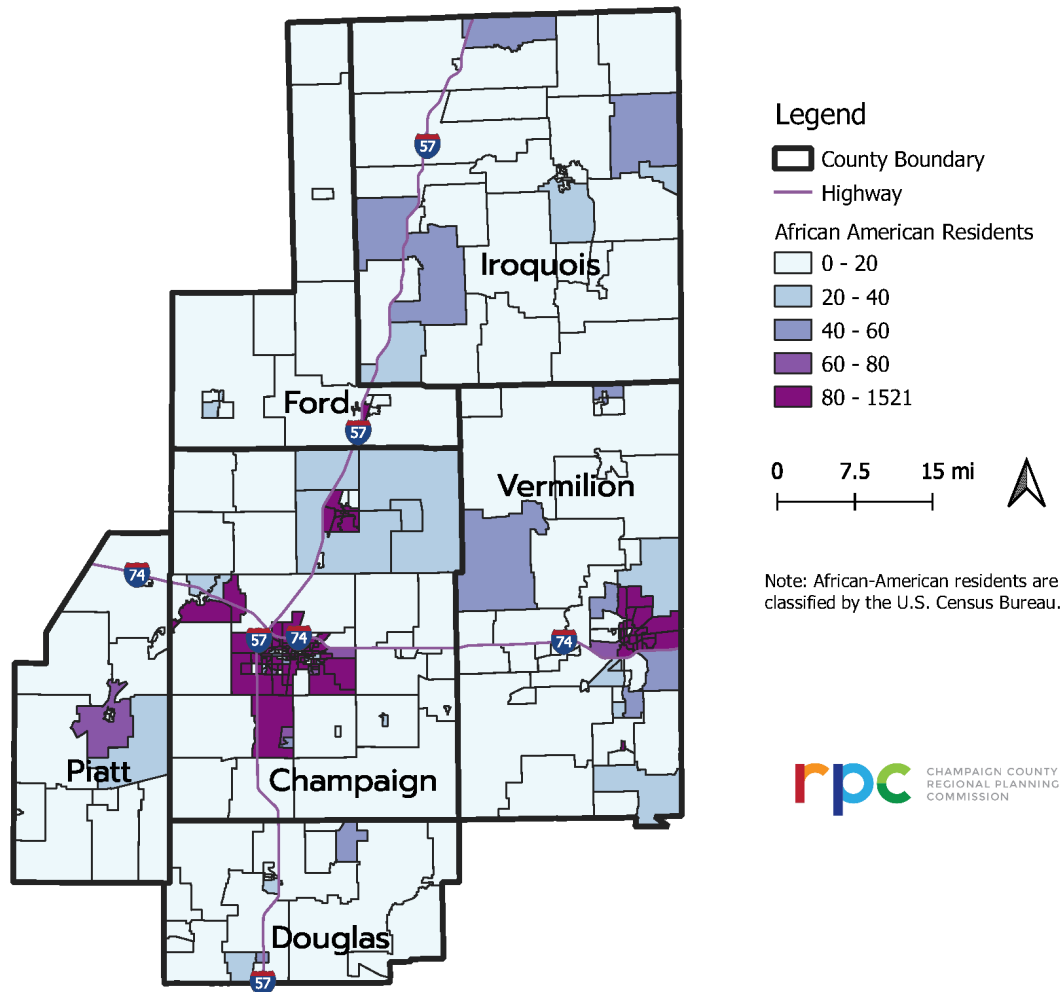 57
Iroquois
Ford
57
Vermilion
74
57
74
74
Piatt
Champaign
Douglas
57
Legend
County Boundary
Highway
African American Residents
0 - 20
20 - 40
40 - 60
60 - 80
80 - 1521
0 7.5 15 mi
Note: African-American residents are
classified by the U.S. Census Bureau.
rpc
CHAMPAIGN COUNTY
REGIONAL PLANNING
COMMISSION